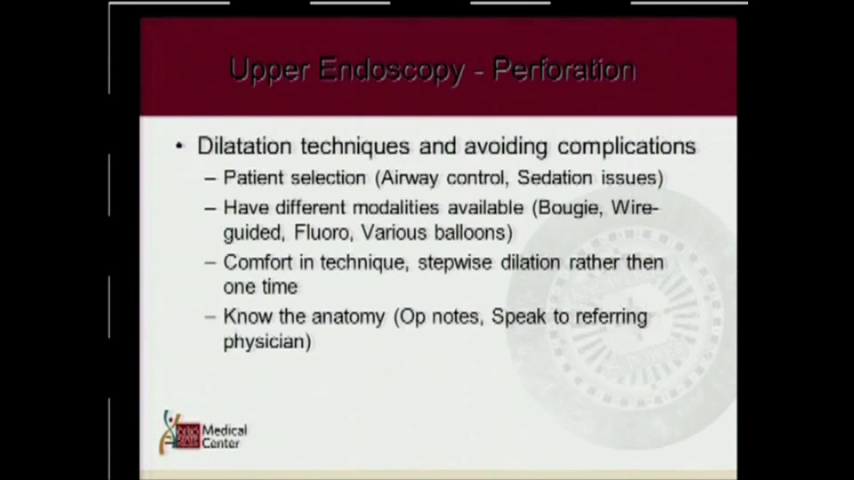 Upper Endoscopy - Perforation
• Dilatation techniques and avoiding complications
– Patient selection (Airway control, Sedation issues)
– Have different modalities available (Bougie, Wire-
guided, Fluoro, Various balloons)
– Comfort in technique, stepwise dilation rather then
one time
– Know the anatomy (Op notes, Speak to referring
physician)
Medical
Center